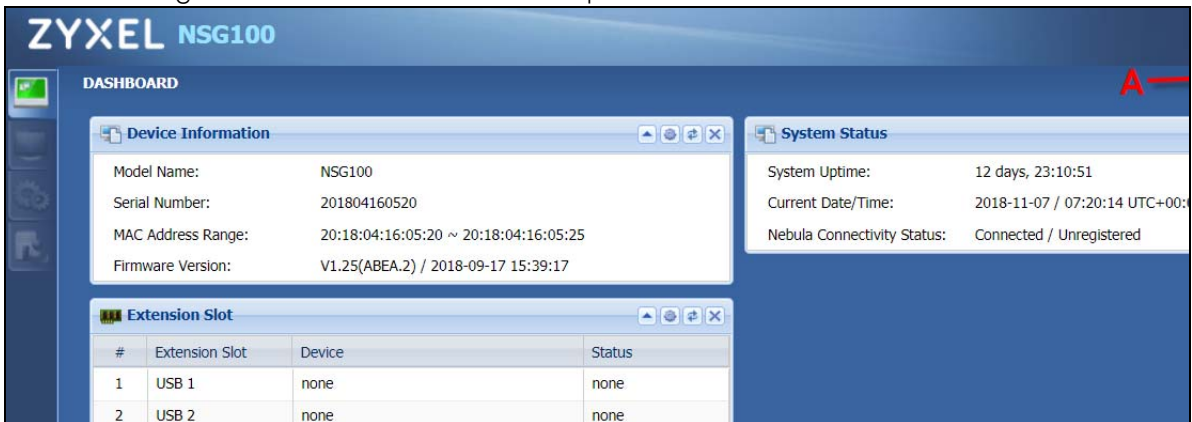 ZYXEL NSG100
DASHBOARD
A
Device Information
Model Name: NSG100
Serial Number: 201804160520
MAC Address Range: 20:18:04:16:05:20 ~ 20:18:04:16:05:25
Firmware Version: V1.25(ABEA.2) / 2018-09-17 15:39:17
System Status
System Uptime: 12 days, 23:10:51
Current Date/Time: 2018-11-07 / 07:20:14 UTC+00:
Nebula Connectivity Status: Connected / Unregistered
Extension Slot
# Extension Slot Device Status
1 USB 1 none none
2 USB 2 none none